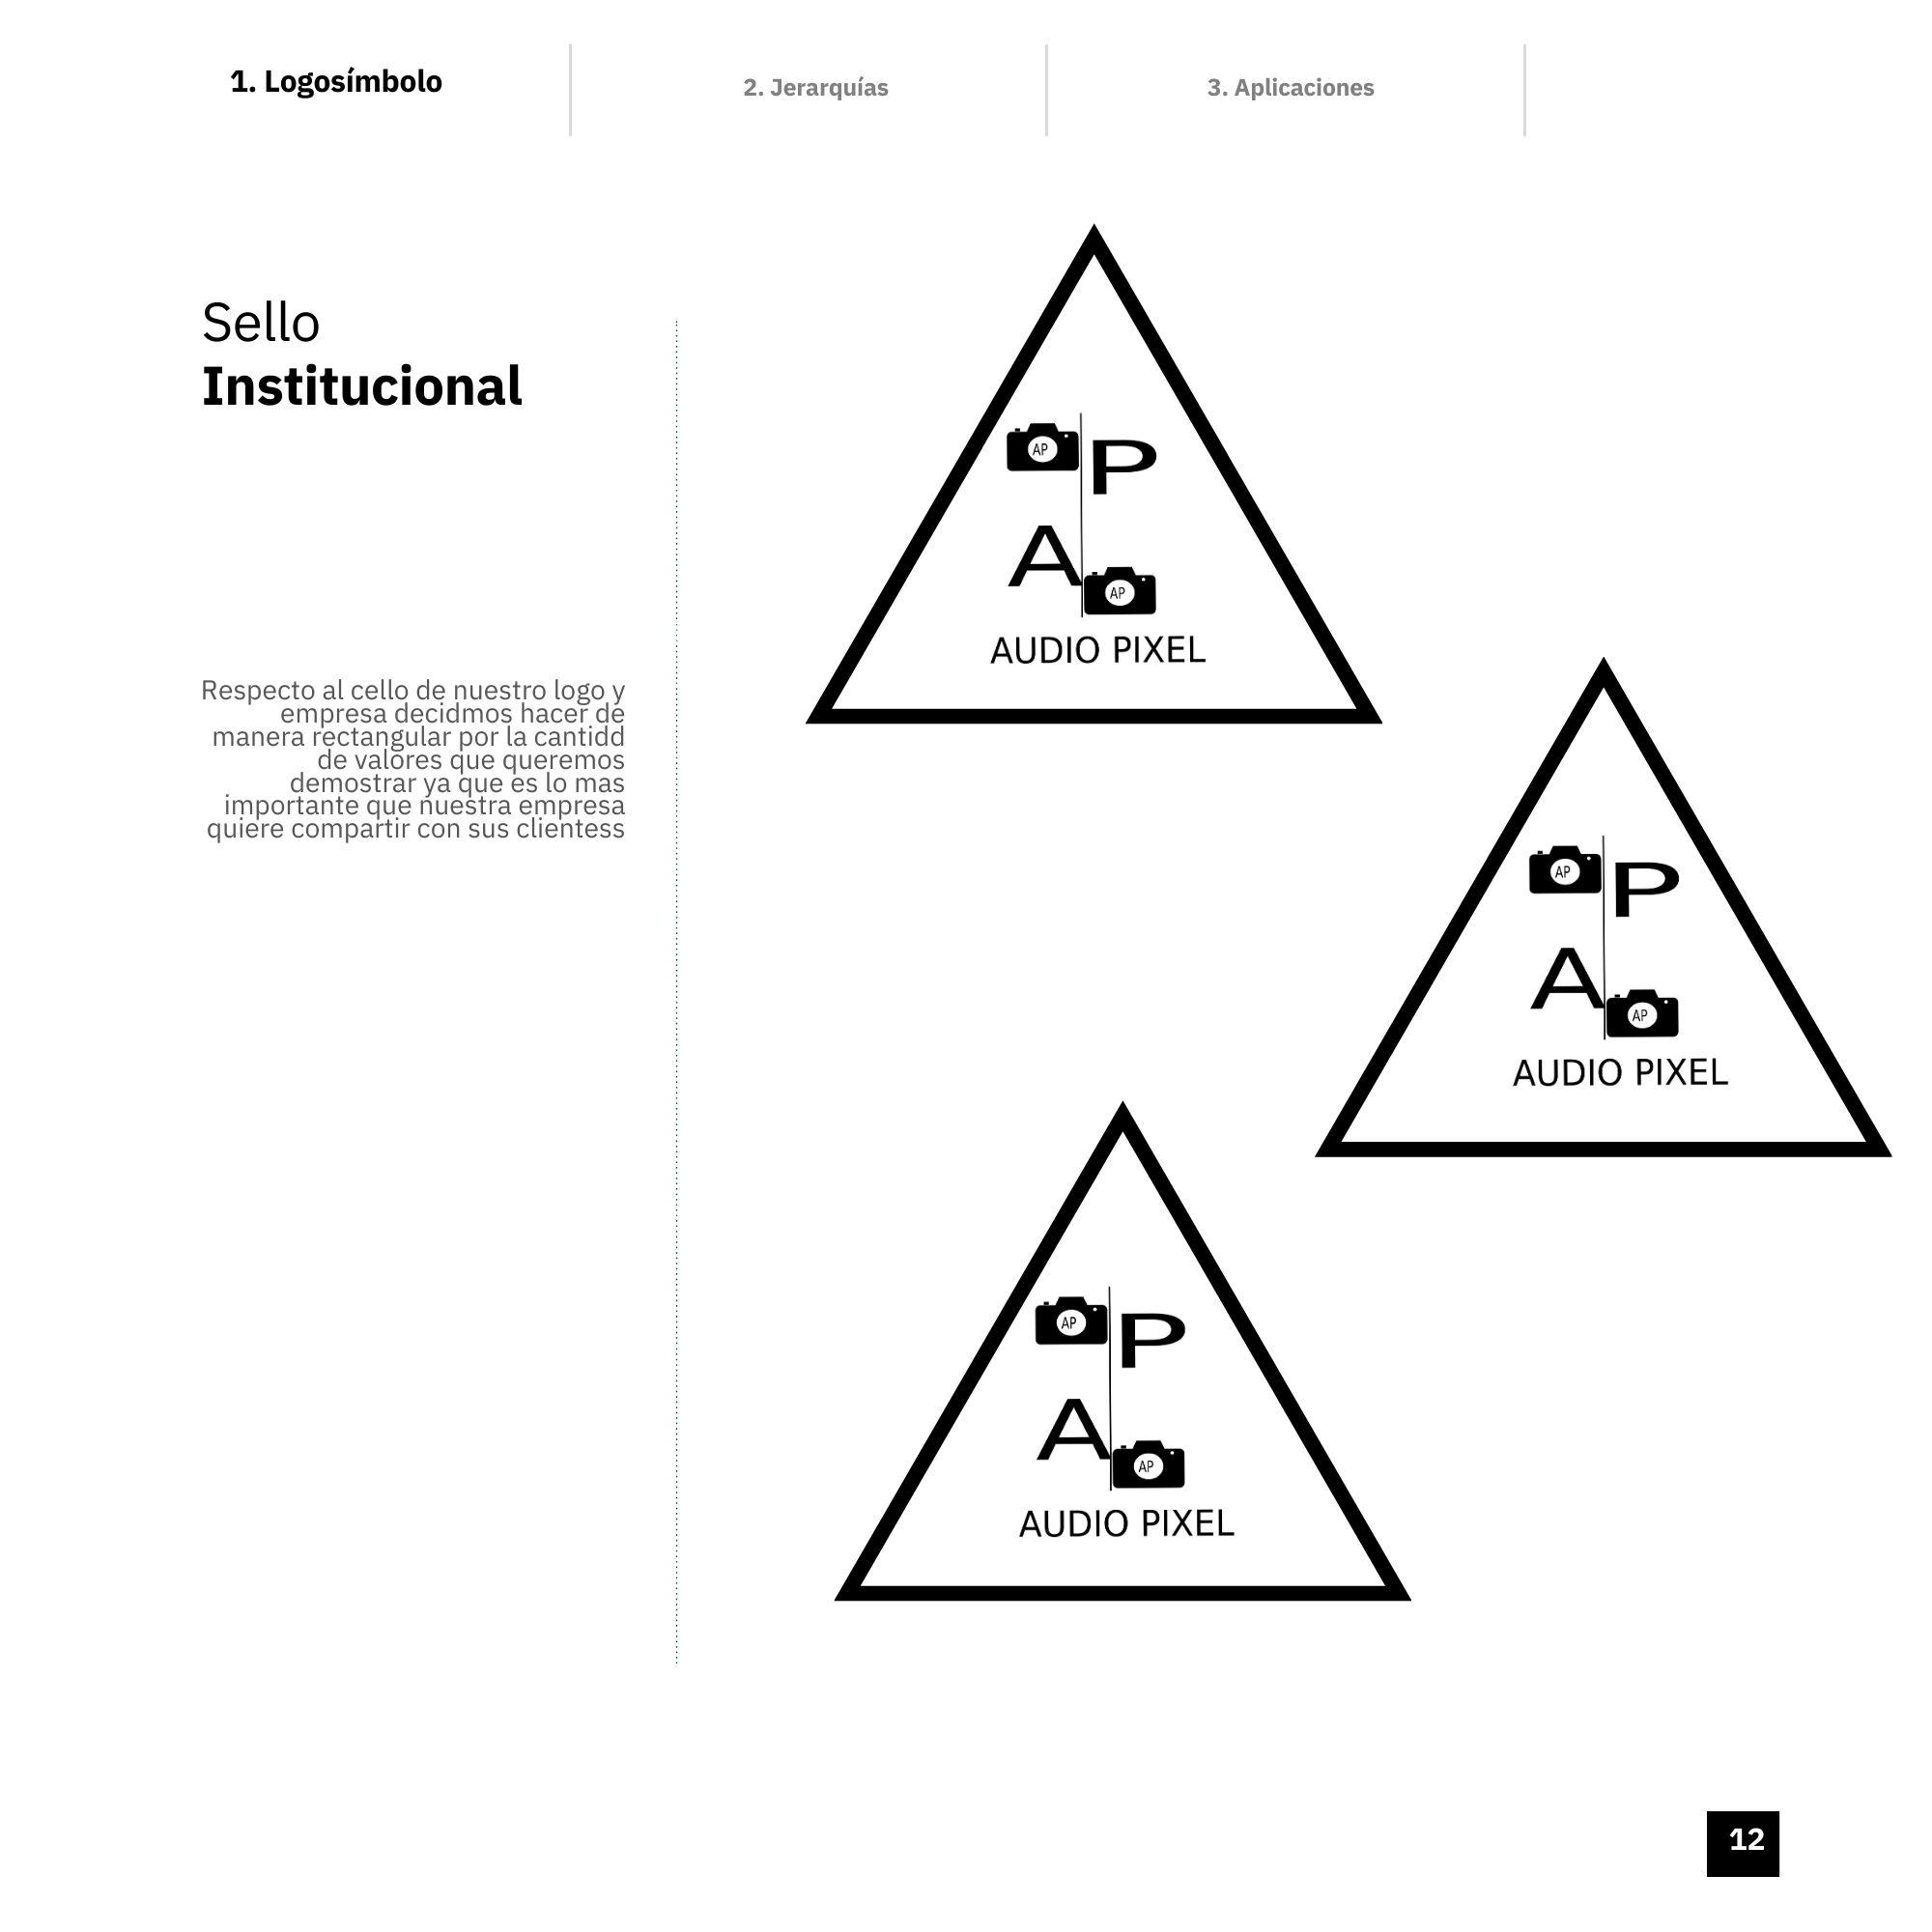 1. Logosímbolo
2. Jerarquías
3. Aplicaciones
Sello
Institucional
Respecto al cello de nuestro logo y
empresa decidmos hacer de
manera rectangular por la cantidd
de valores que queremos
demostrar ya que es lo mas
importante que nuestra empresa
quiere compartir con sus clientess
AP
P
A
AP
AUDIO PIXEL
AP
P
A
AP
AUDIO PIXEL
AP
P
A
AP
AUDIO PIXEL
12